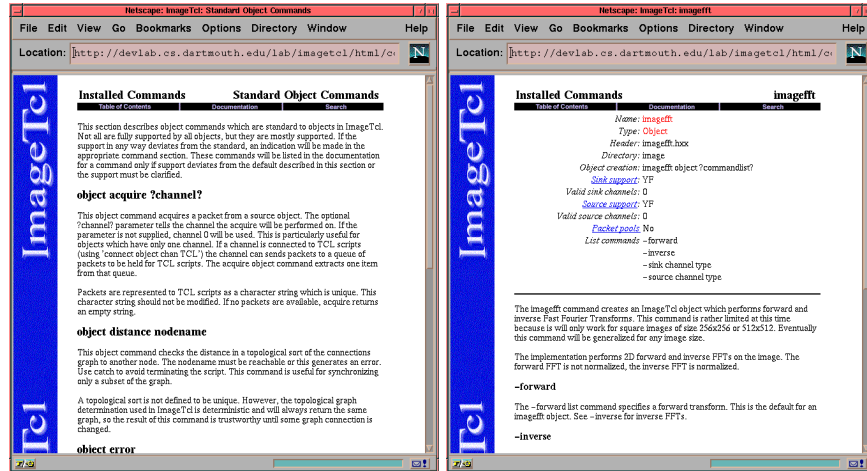 Netscape: ImageTcl: Standard Object Commands
File Edit View Go Bookmarks Options Directory Window Help
Location: http://devlab.cs.dartmouth.edu/lab/imagetcl/html/co
N
ImageTcl
Tcl
Installed Commands Standard Object Commands
Table of Contents Documentation Search
This section describes object commands which are standard to objects in ImageTcl.
Not all are fully supported by all objects, but they are mostly supported. If the
support in any way deviates from the standard, an indication will be made in the
appropriate command section. These commands will be listed in the documentation
for a command only if support deviates from the default described in this section or
the support must be clarified.
object acquire ?channel?
This object command acquires a packet from a source object. The optional
?channel? parameter tells the channel the acquire will be performed on. If the
parameter is not supplied, channel 0 will be used. This is particularly useful for
objects which have only one channel. If a channel is connected to TCL scripts
(using 'connect object chan TCL') the channel can sends packets to a queue of
packets to be held for TCL scripts. The acquire object command extracts one item
from that queue.
Packets are represented to TCL scripts as a character string which is unique. This
character string should not be modified. If no packets are available, acquire returns
an empty string.
object distance nodename
This object command checks the distance in a topological sort of the connections
graph to another node. The nodename must be reachable or this generates an error.
Use catch to avoid terminating the script. This command is useful for synchronizing
only a subset of the graph.
A topological sort is not defined to be unique. However, the topological graph
determination used in ImageTcl is deterministic and will always return the same
graph, so the result of this command is trustworthy until some graph connection is
changed.
object error
Netscape: ImageTcl: imagefft
File Edit View Go Bookmarks Options Directory Window Help
Location: http://devlab.cs.dartmouth.edu/lab/imagetcl/html/co
N
ImageTcl
Tcl
Installed Commands imagefft
Table of Contents Documentation Search
Name: imagefft
Type: Object
Header: imagefft.hxx
Directory: image
Object creation: imagefft object ?commandlist?
Sink support: YF
Valid sink channels: 0
Source support: YF
Valid source channels: 0
Packet pools No
List commands -forward
-inverse
-sink channel type
-source channel type
The imagefft command creates an ImageTcl object which performs forward and
inverse Fast Fourier Transforms. This command is rather limited at this time
because is will only work for square images of size 256x256 or 512x512. Eventually
this command will be generalized for any image size.
The implementation performs 2D forward and inverse FFTs on the image. The
forward FFT is not normalized, the inverse FFT is normalized.
-forward
The -forward list command specifies a forward transform. This is the default for an
imagefft object. See -inverse for inverse FFTs.
-inverse